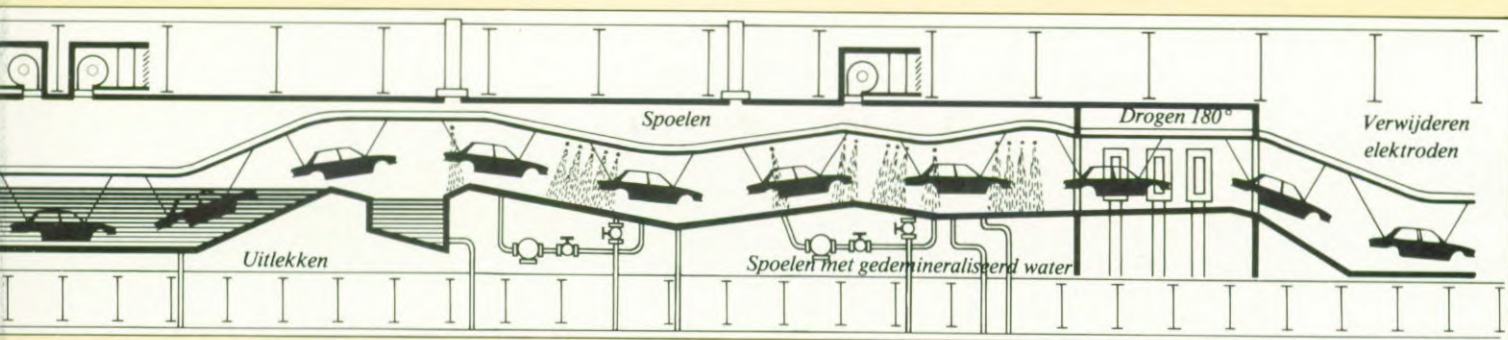 Spoelen
Drogen 180°
Verwijderen
elektroden
Uitlekken
Spoelen met gedemineraliseerd water